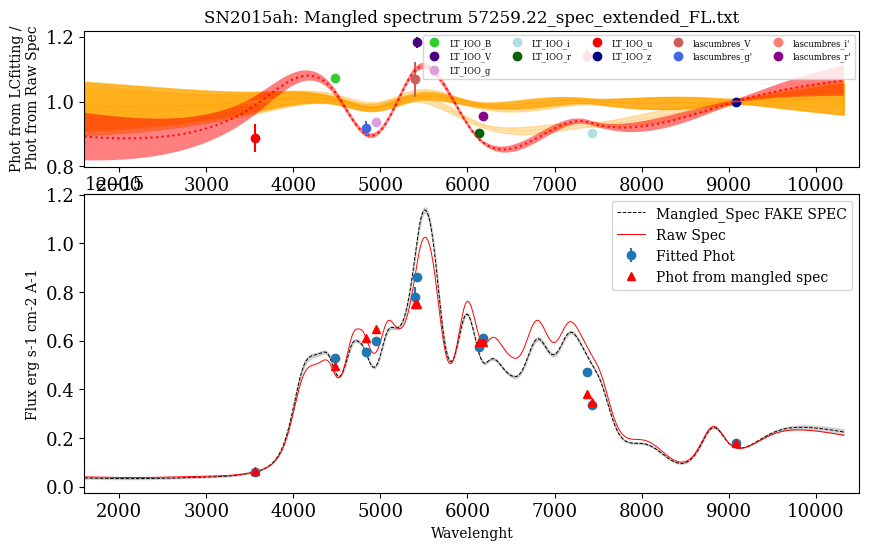 SN2015ah: Mangled spectrum 57259.22_spec_extended_FL.txt
Phot from LCfitting /
Phot from Raw Spec
1.2
1.0
0.8
LT_IOO_B
LT_IOO_V
LT_IOO_g
LT_IOO_i
LT_IOO_r
LT_IOO_u
LT_IOO_z
lascumbres_V
lascumbres_g'
lascumbres_i'
lascumbres_r'
2000 3000 4000 5000 6000 7000 8000 9000 10000
1e−15
1.2
1.0
0.8
0.6
0.4
0.2
0.0
Flux erg s-1 cm-2 A-1
Mangled_Spec FAKE SPEC
Raw Spec
Fitted Phot
Phot from mangled spec
2000 3000 4000 5000 6000 7000 8000 9000 10000
Wavelenght